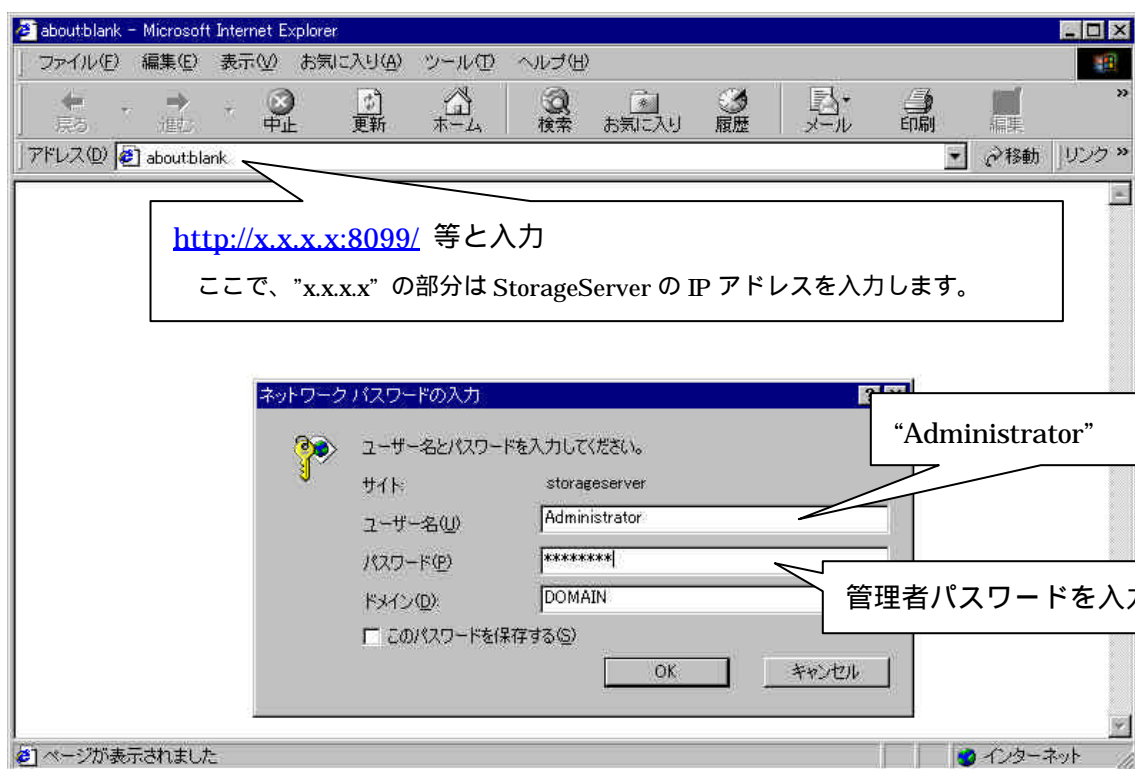 about:blank - Microsoft Internet Explorer
ファイル(F) 編集(E) 表示(V) お気に入り(A) ツール(T) ヘルプ(H)
戻る 進む 中止 更新 ホーム 検索 お気に入り 履歴 メール 印刷 編集 »
アドレス(D) about:blank 移動 リンク »
http://x.x.x.x:8099/ 等と入力
ここで、”x.x.x.x” の部分は StorageServer の IP アドレスを入力します。
ネットワーク パスワードの入力
“Administrator”
ユーザー名とパスワードを入力してください。
サイト: storageserver
ユーザー名(U) Administrator
パスワード(P) ********
管理者パスワードを入力
ドメイン(D): DOMAIN
このパスワードを保存する(S)
OK キャンセル
ページが表示されました インターネット